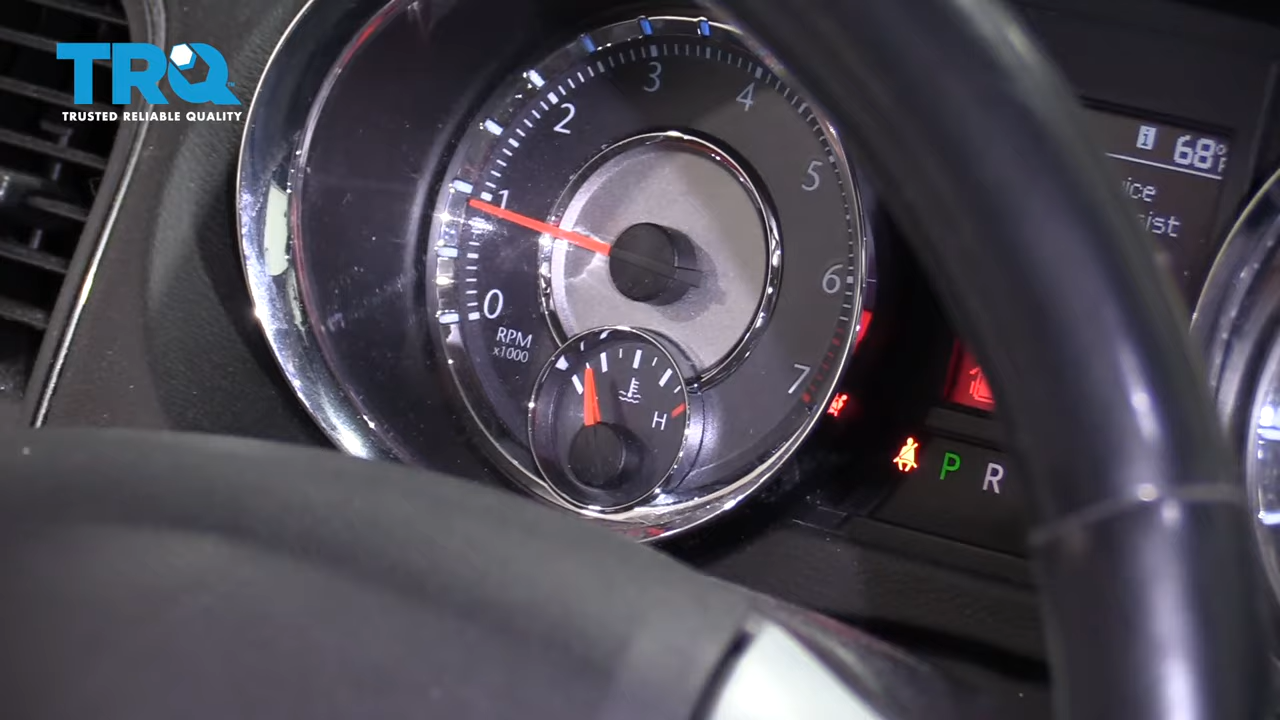 TRQ
TRUSTED RELIABLE QUALITY
0
1
2
3
4
5
6
7
RPM
x1000
H
i 68°F
P R